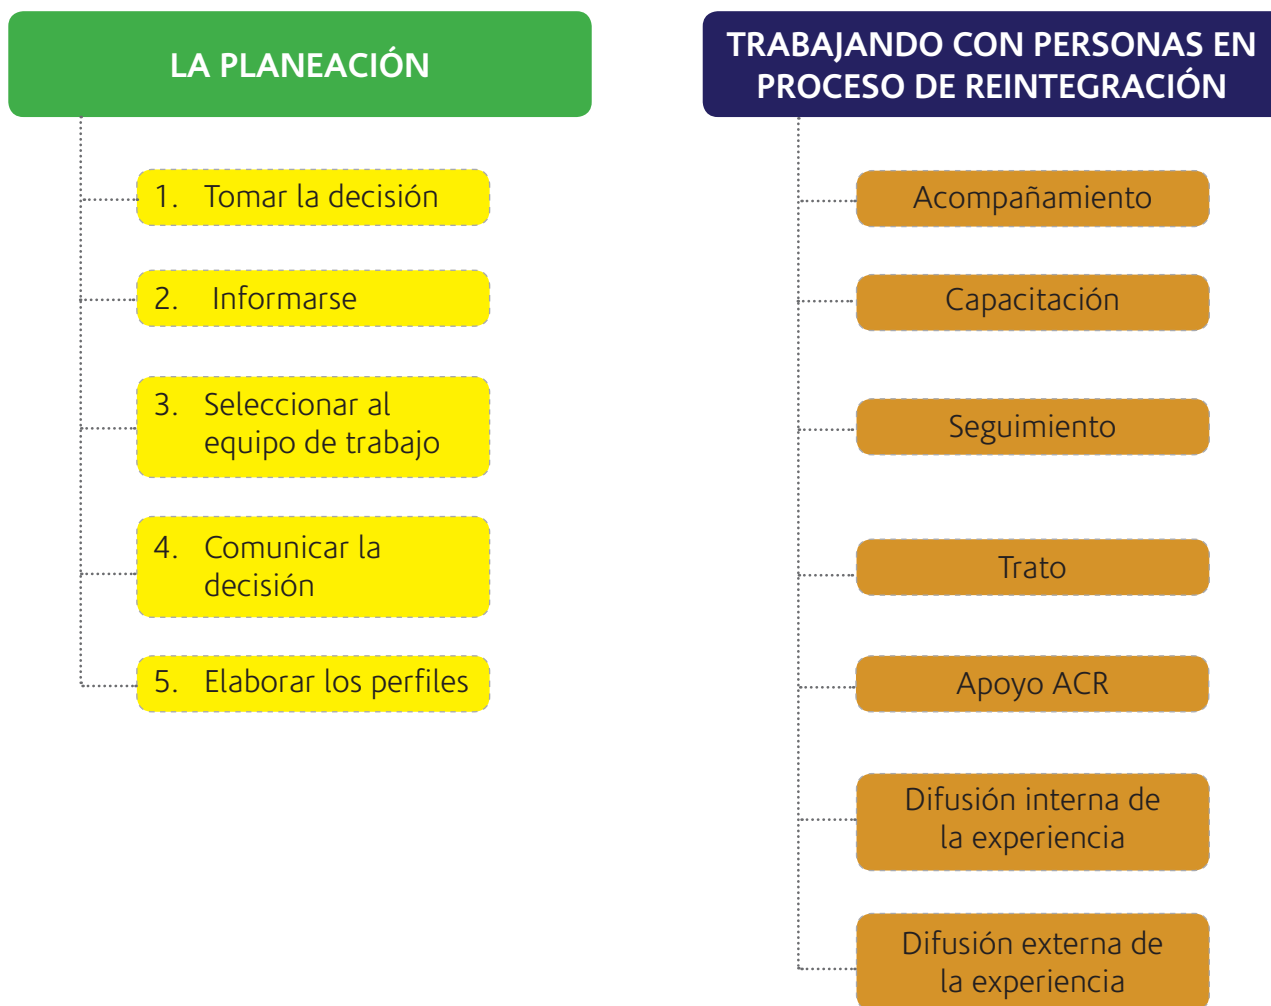 LA PLANEACIÓN
1. Tomar la decisión
2. Informarse
3. Seleccionar al
equipo de trabajo
4. Comunicar la
decisión
5. Elaborar los perfiles
TRABAJANDO CON PERSONAS EN
PROCESO DE REINTEGRACIÓN
Acompañamiento
Capacitación
Seguimiento
Trato
Apoyo ACR
Difusión interna de
la experiencia
Difusión externa de
la experiencia